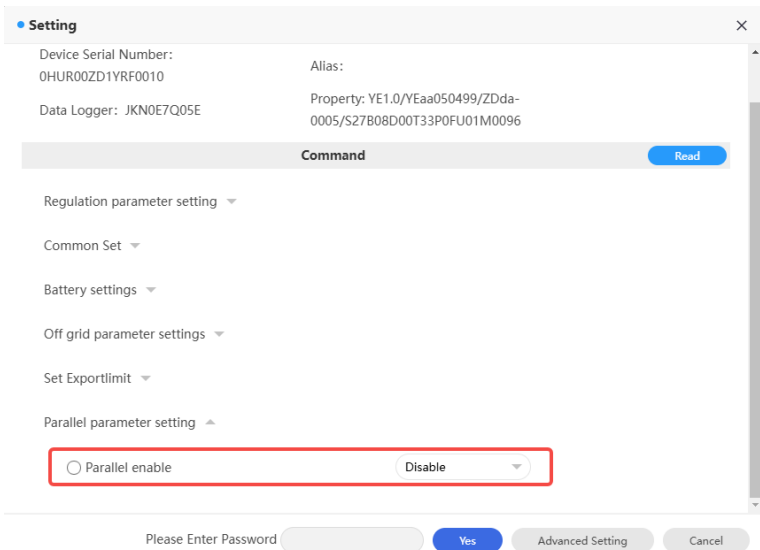 Setting
Device Serial Number:
0HUR00ZD1YRF0010
Alias:
Data Logger: JKN0E7Q05E
Property: YE1.0/YEaa050499/ZDda-
0005/S27B08D00T33P0FU01M0096
Command
Read
Regulation parameter setting
Common Set
Battery settings
Off grid parameter settings
Set Exportlimit
Parallel parameter setting
Parallel enable
Disable
Please Enter Password
Yes
Advanced Setting
Cancel